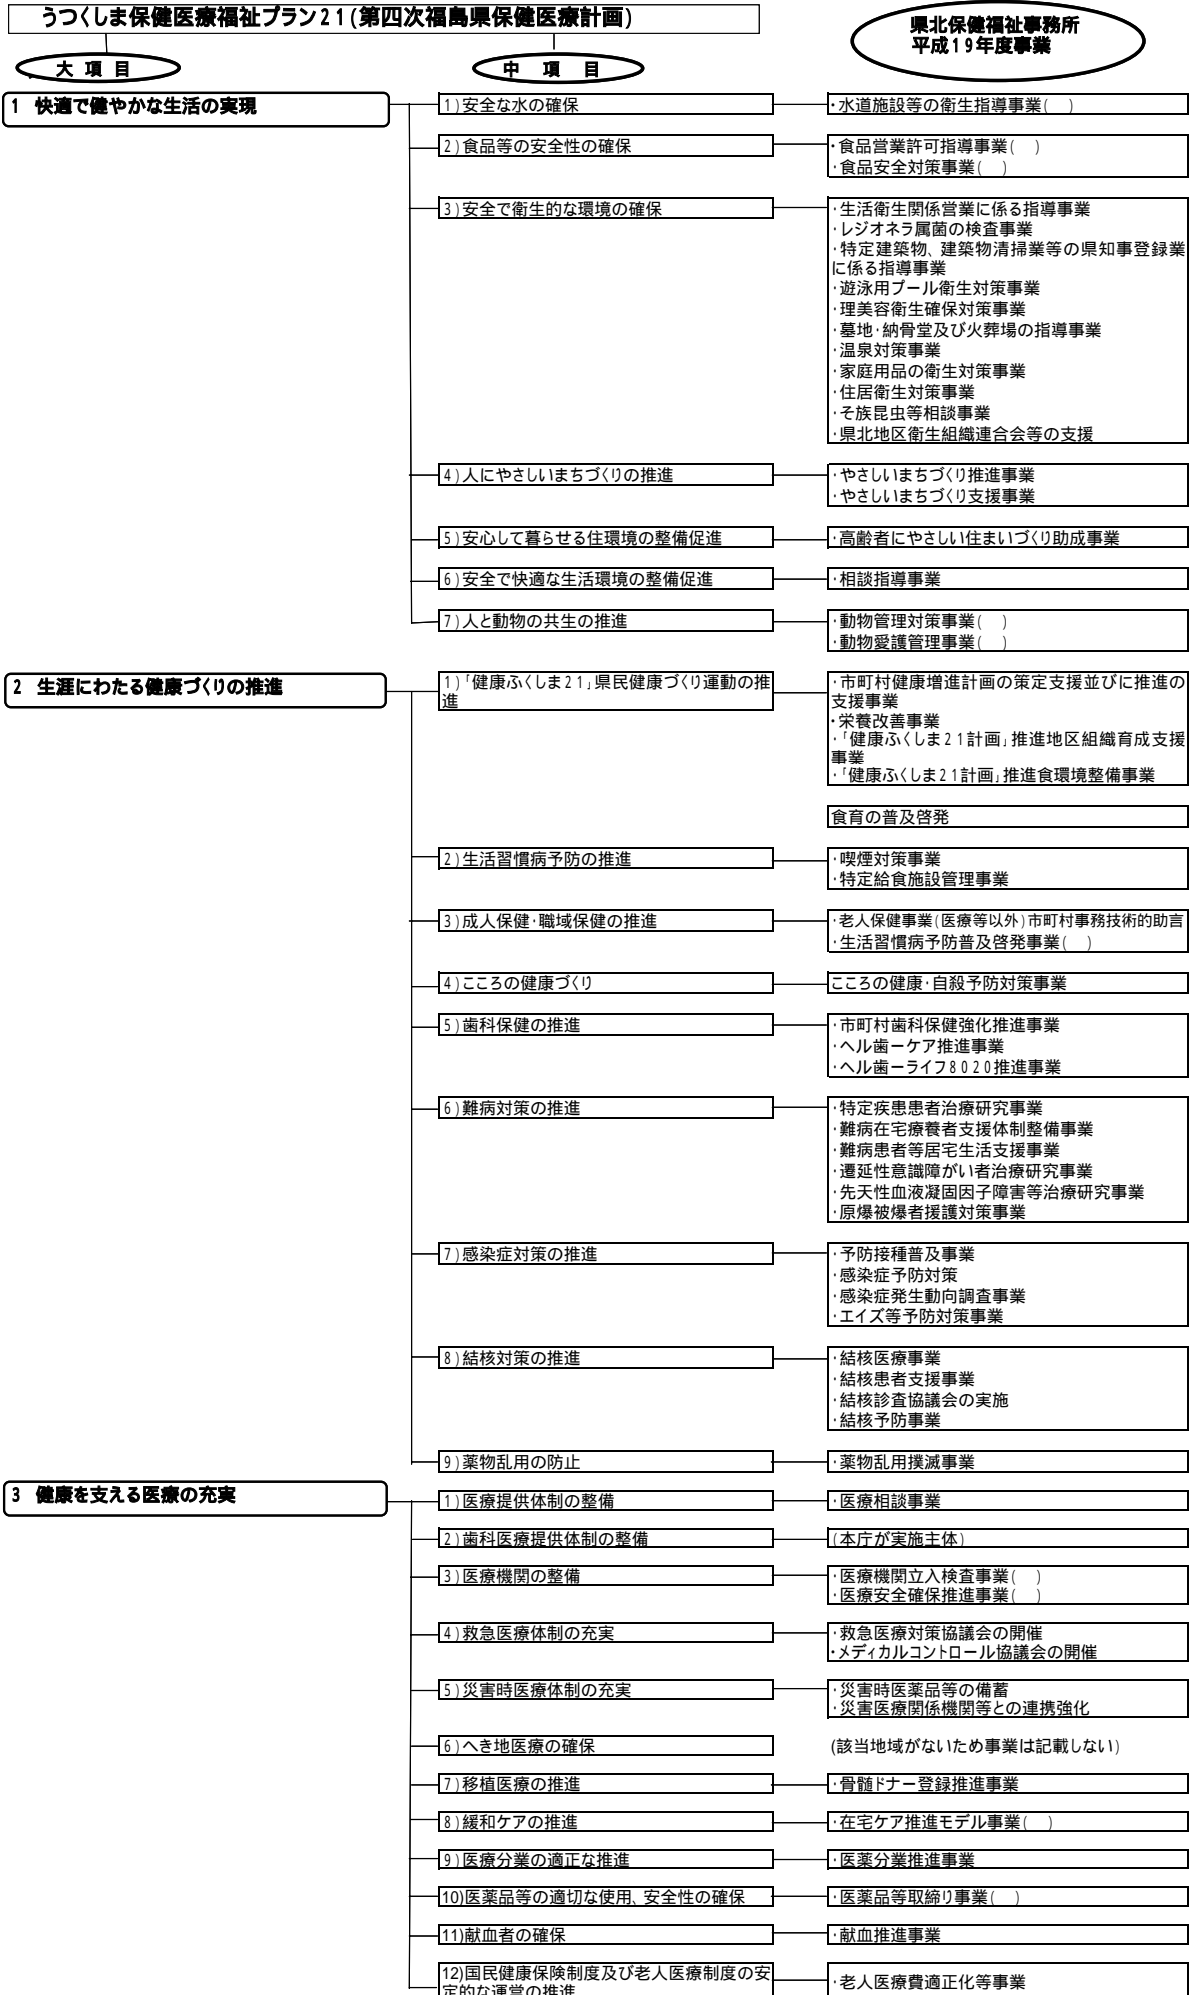 うつくしま保健医療福祉プラン21(第四次福島県保健医療計画)
県北保健福祉事務所
平成19年度事業
大 項 目
中 項 目
1 快適で健やかな生活の実現
1)安全な水の確保
・水道施設等の衛生指導事業( )
2)食品等の安全性の確保
・食品営業許可指導事業( )
・食品安全対策事業( )
3)安全で衛生的な環境の確保
・生活衛生関係営業に係る指導事業
・レジオネラ属菌の検査事業
・特定建築物、建築物清掃業等の県知事登録業
に係る指導事業
・遊泳用プール衛生対策事業
・理美容衛生確保対策事業
・墓地・納骨堂及び火葬場の指導事業
・温泉対策事業
・家庭用品の衛生対策事業
・住居衛生対策事業
・そ族昆虫等相談事業
・県北地区衛生組織連合会等の支援
4)人にやさしいまちづくりの推進
・やさしいまちづくり推進事業
・やさしいまちづくり支援事業
5)安心して暮らせる住環境の整備促進
・高齢者にやさしい住まいづくり助成事業
6)安全で快適な生活環境の整備促進
・相談指導事業
7)人と動物の共生の推進
・動物管理対策事業( )
・動物愛護管理事業( )
2 生涯にわたる健康づくりの推進
1)「健康ふくしま21」県民健康づくり運動の推
進
・市町村健康増進計画の策定支援並びに推進の
支援事業
・栄養改善事業
・「健康ふくしま21計画」推進地区組織育成支援
事業
・「健康ふくしま21計画」推進食環境整備事業
食育の普及啓発
2)生活習慣病予防の推進
・喫煙対策事業
・特定給食施設管理事業
3)成人保健・職域保健の推進
・老人保健事業(医療等以外)市町村事務技術的助言
・生活習慣病予防普及啓発事業( )
4)こころの健康づくり
こころの健康・自殺予防対策事業
5)歯科保健の推進
・市町村歯科保健強化推進事業
・ヘル歯ーケア推進事業
・ヘル歯ーライフ8020推進事業
6)難病対策の推進
・特定疾患患者治療研究事業
・難病在宅療養者支援体制整備事業
・難病患者等居宅生活支援事業
・遷延性意識障がい者治療研究事業
・先天性血液凝固因子障害等治療研究事業
・原爆被爆者援護対策事業
7)感染症対策の推進
・予防接種普及事業
・感染症予防対策
・感染症発生動向調査事業
・エイズ等予防対策事業
8)結核対策の推進
・結核医療事業
・結核患者支援事業
・結核診査協議会の実施
・結核予防事業
9)薬物乱用の防止
・薬物乱用撲滅事業
3 健康を支える医療の充実
1)医療提供体制の整備
・医療相談事業
2)歯科医療提供体制の整備
(本庁が実施主体)
3)医療機関の整備
・医療機関立入検査事業( )
・医療安全確保推進事業( )
4)救急医療体制の充実
・救急医療対策協議会の開催
・メディカルコントロール協議会の開催
5)災害時医療体制の充実
・災害時医薬品等の備蓄
・災害医療関係機関等との連携強化
6)へき地医療の確保
(該当地域がないため事業は記載しない)
7)移植医療の推進
・骨髄ドナー登録推進事業
8)緩和ケアの推進
・在宅ケア推進モデル事業( )
9)医療分業の適正な推進
・医薬分業推進事業
10)医薬品等の適切な使用、安全性の確保
・医薬品等取締り事業( )
11)献血者の確保
・献血推進事業
12)国民健康保険制度及び老人医療制度の安
定的な運営の推進
・老人医療費適正化等事業